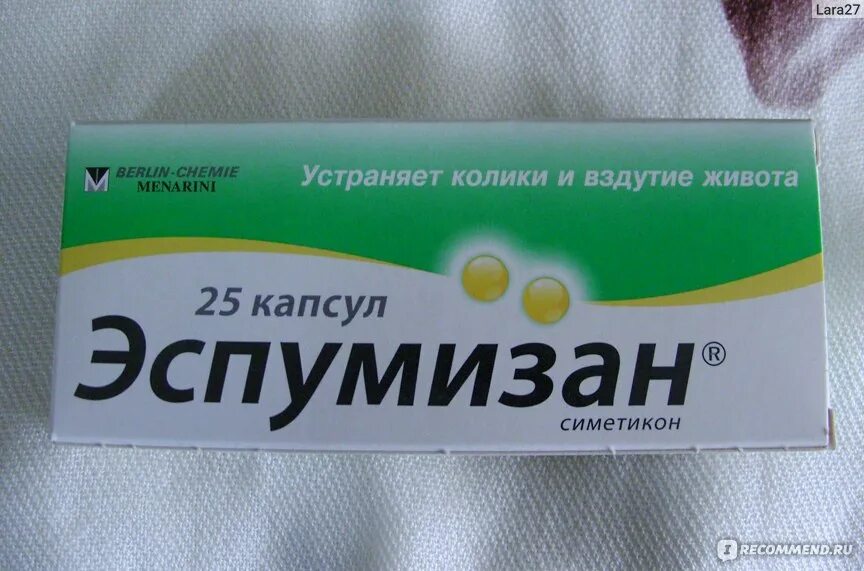 Lara27
BERLIN-CHEMIE
MENARINI
Устраняет колики и вздутие живота
25 капсул
Эспумизан®
симетикон
RECOMMEND.RU